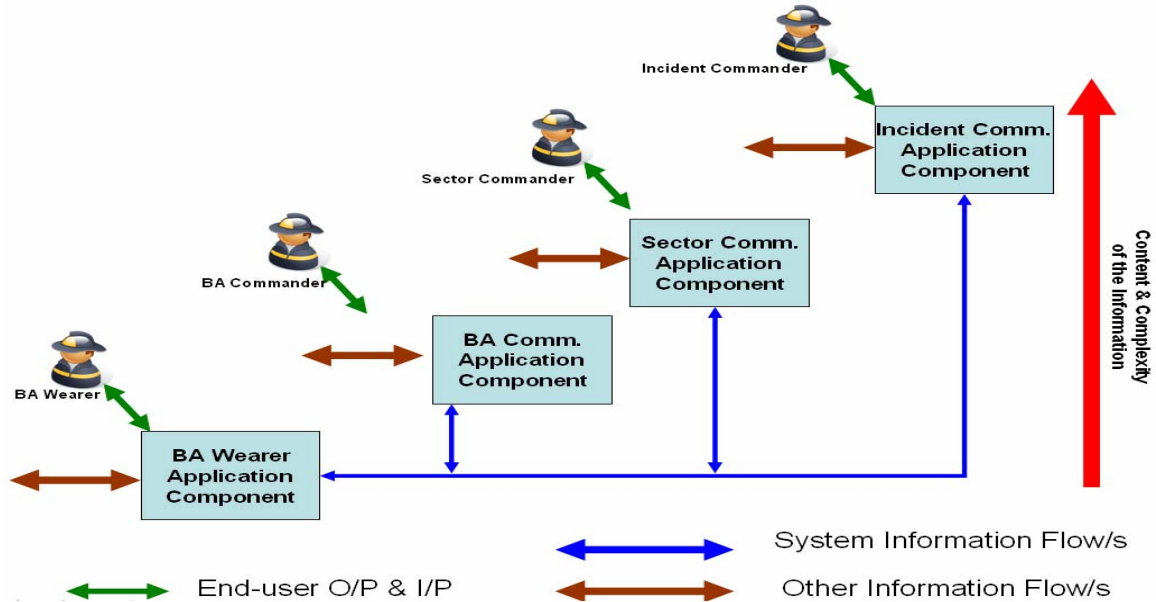 Incident Commander
Incident Comm.
Application
Component
Sector Commander
Sector Comm.
Application
Component
BA Commander
BA Comm.
Application
Component
BA Wearer
BA Wearer
Application
Component
Content & Complexity
of the Information
System Information Flow/s
End-user O/P & I/P
Other Information Flow/s